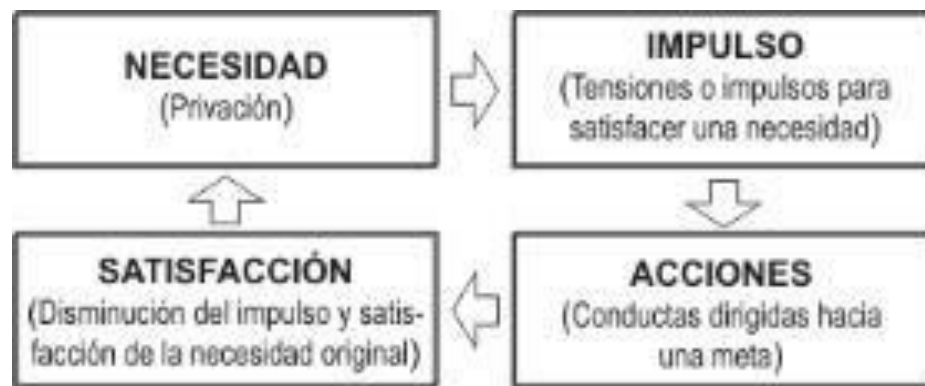 NECESIDAD
(Privación)
IMPULSO
(Tensiones o impulsos para
satisfacer una necesidad)
SATISFACCIÓN
(Disminución del impulso y satis-
facción de la necesidad original)
ACCIONES
(Conductas dirigidas hacia
una meta)